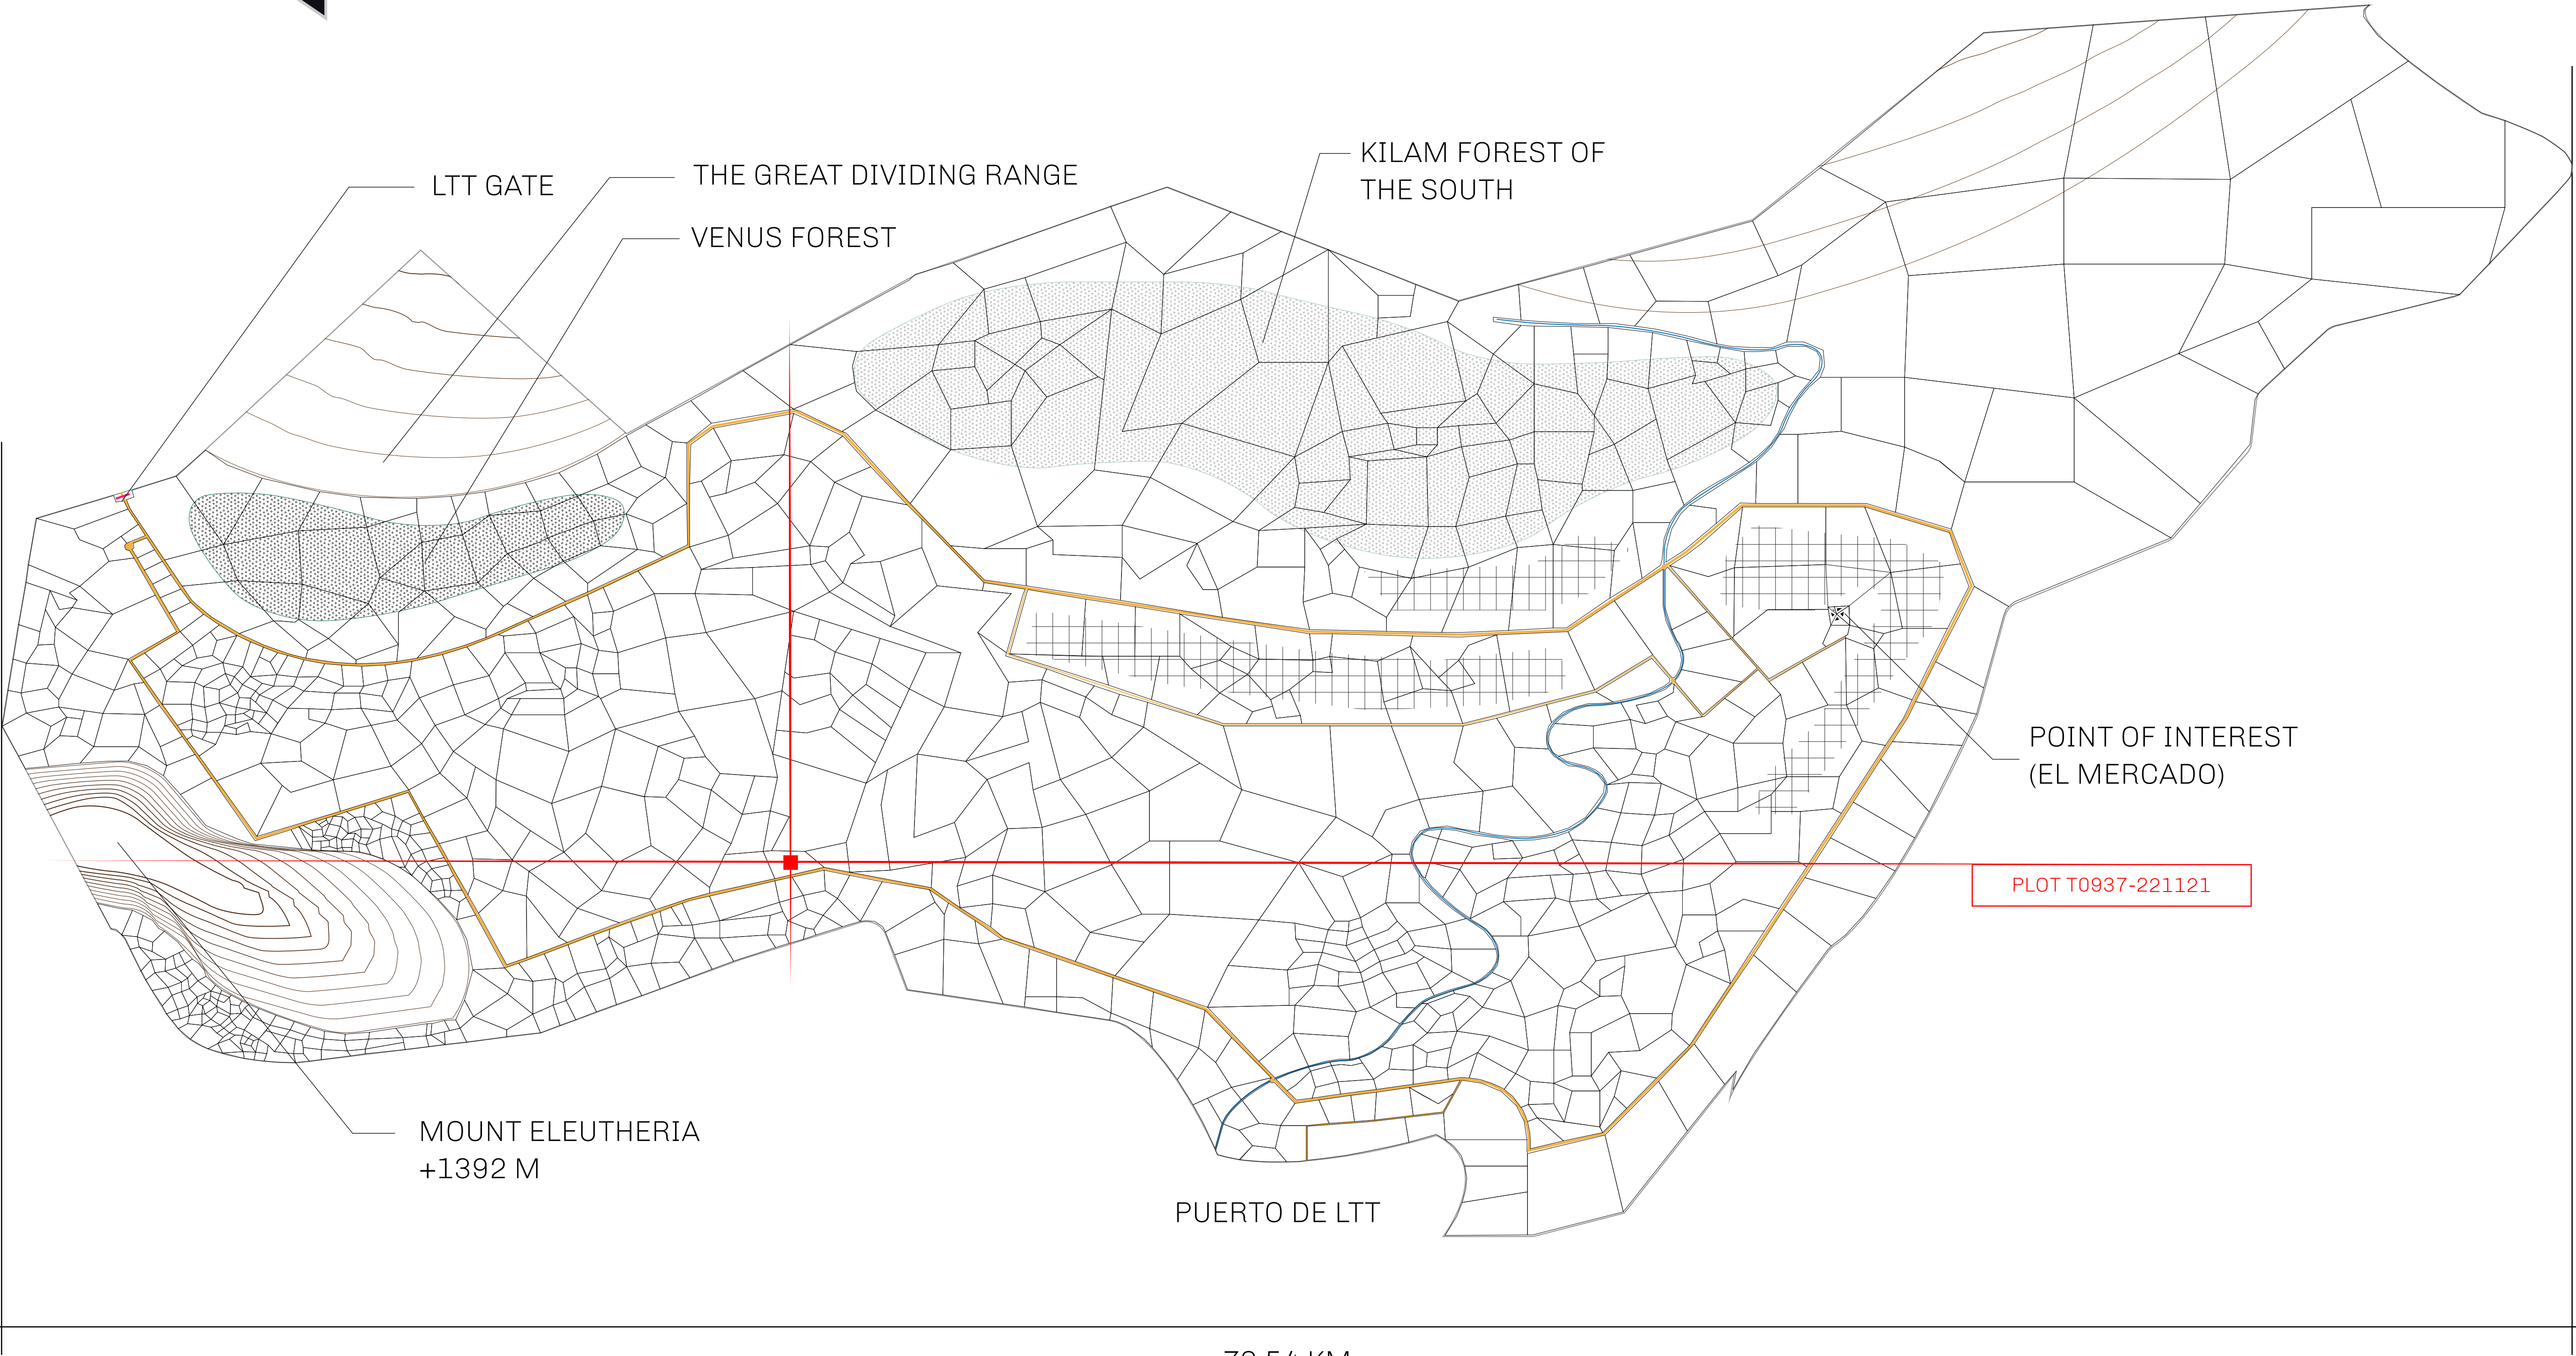 KILAM FOREST OF
THE SOUTH
THE GREAT DIVIDING RANGE
LTT GATE
VENUS FOREST
POINT OF INTEREST
(EL MERCADO)
PLOT T0937-221121
MOUNT ELEUTHERIA
+1392 M
PUERTO DE LTT
KM